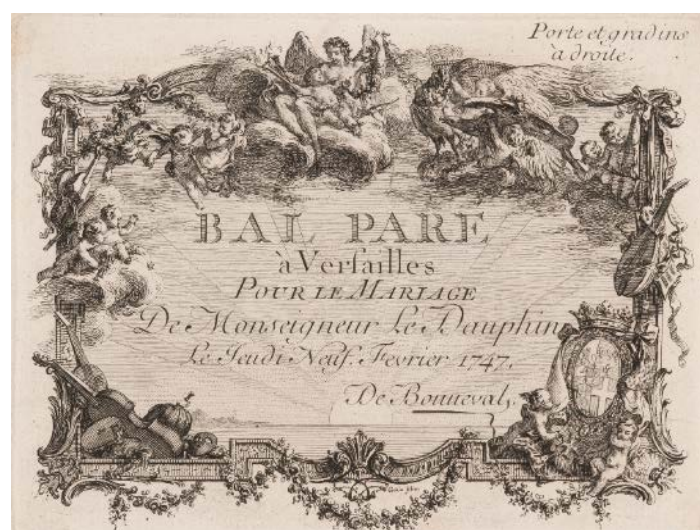 Porte et gradins
à droite.
BAL PARE
à Versailles
POUR LE MARIAGE
De Monseigneur Le Dauphin
Le Jeudi Neuf. Fevrier 1747.
De Bonneval.